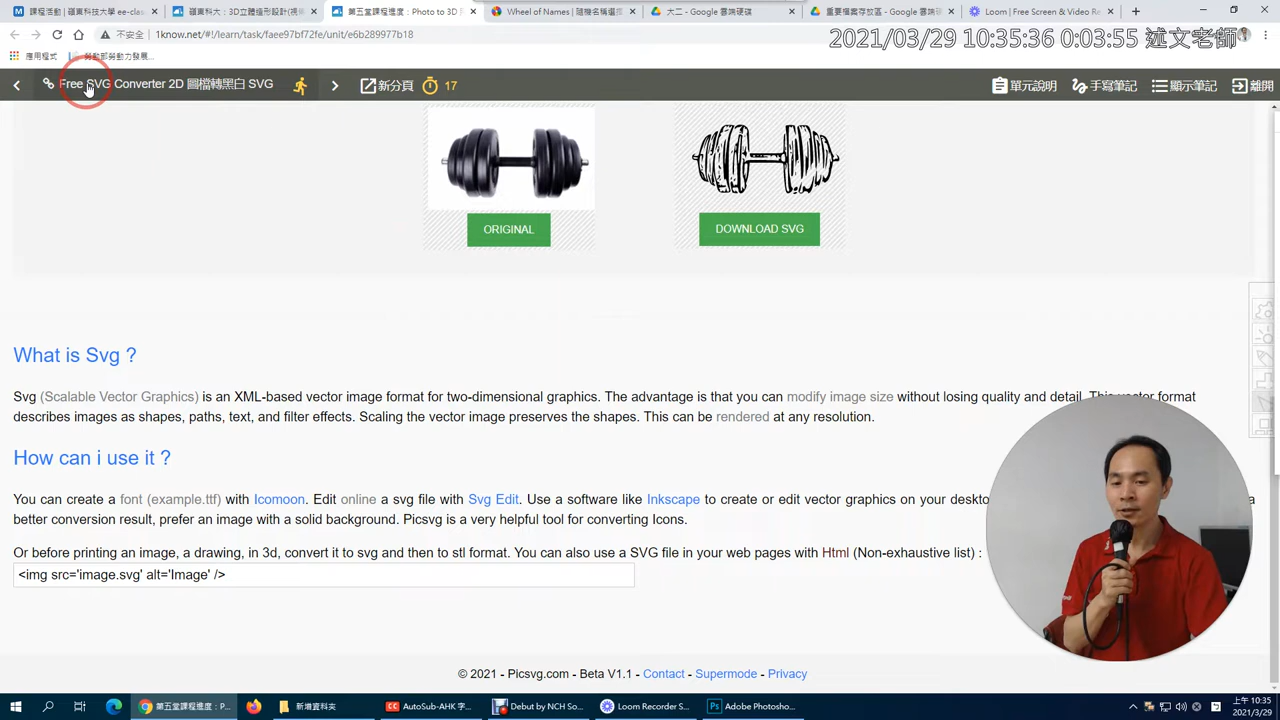 課程活動 | 嶺東科技大學 ee-class
嶺東科大：3D立體造形設計(視傳
第五堂課程進度：Photo to 3D
Wheel of Names | 隨機名稱選擇
大二 - Google 雲端硬碟
重要檔案存放區 - Google 雲端硬
Loom | Free Screen & Video Re
不安全
1know.net/#!/learn/task/faee97bf72fe/unit/e6b289977b18
2021/03/29 10:35:36 0:03:55 述文老師
應用程式
勞動部勞動力發展...
Free SVG Converter 2D 圖檔轉黑白 SVG
新分頁
17
單元說明
手寫筆記
顯示筆記
離開
ORIGINAL
DOWNLOAD SVG
What is Svg ?
Svg (Scalable Vector Graphics) is an XML-based vector image format for two-dimensional graphics. The advantage is that you can modify image size without losing quality and detail. This vector format
describes images as shapes, paths, text, and filter effects. Scaling the vector image preserves the shapes. This can be rendered at any resolution.
How can i use it ?
You can create a font (example.ttf) with Icomoon. Edit online a svg file with Svg Edit. Use a software like Inkscape to create or edit vector graphics on your deskto
better conversion result, prefer an image with a solid background. Picsvg is a very helpful tool for converting Icons.
Or before printing an image, a drawing, in 3d, convert it to svg and then to stl format. You can also use a SVG file in your web pages with Html (Non-exhaustive list) :
<img src='image.svg' alt='Image' />
© 2021 - Picsvg.com - Beta V1.1 - Contact - Supermode - Privacy
第五堂課程進度：P...
新增資料夾
AutoSub-AHK 字...
Debut by NCH So...
Loom Recorder S...
Adobe Photosho...
上午 10:35
2021/3/29